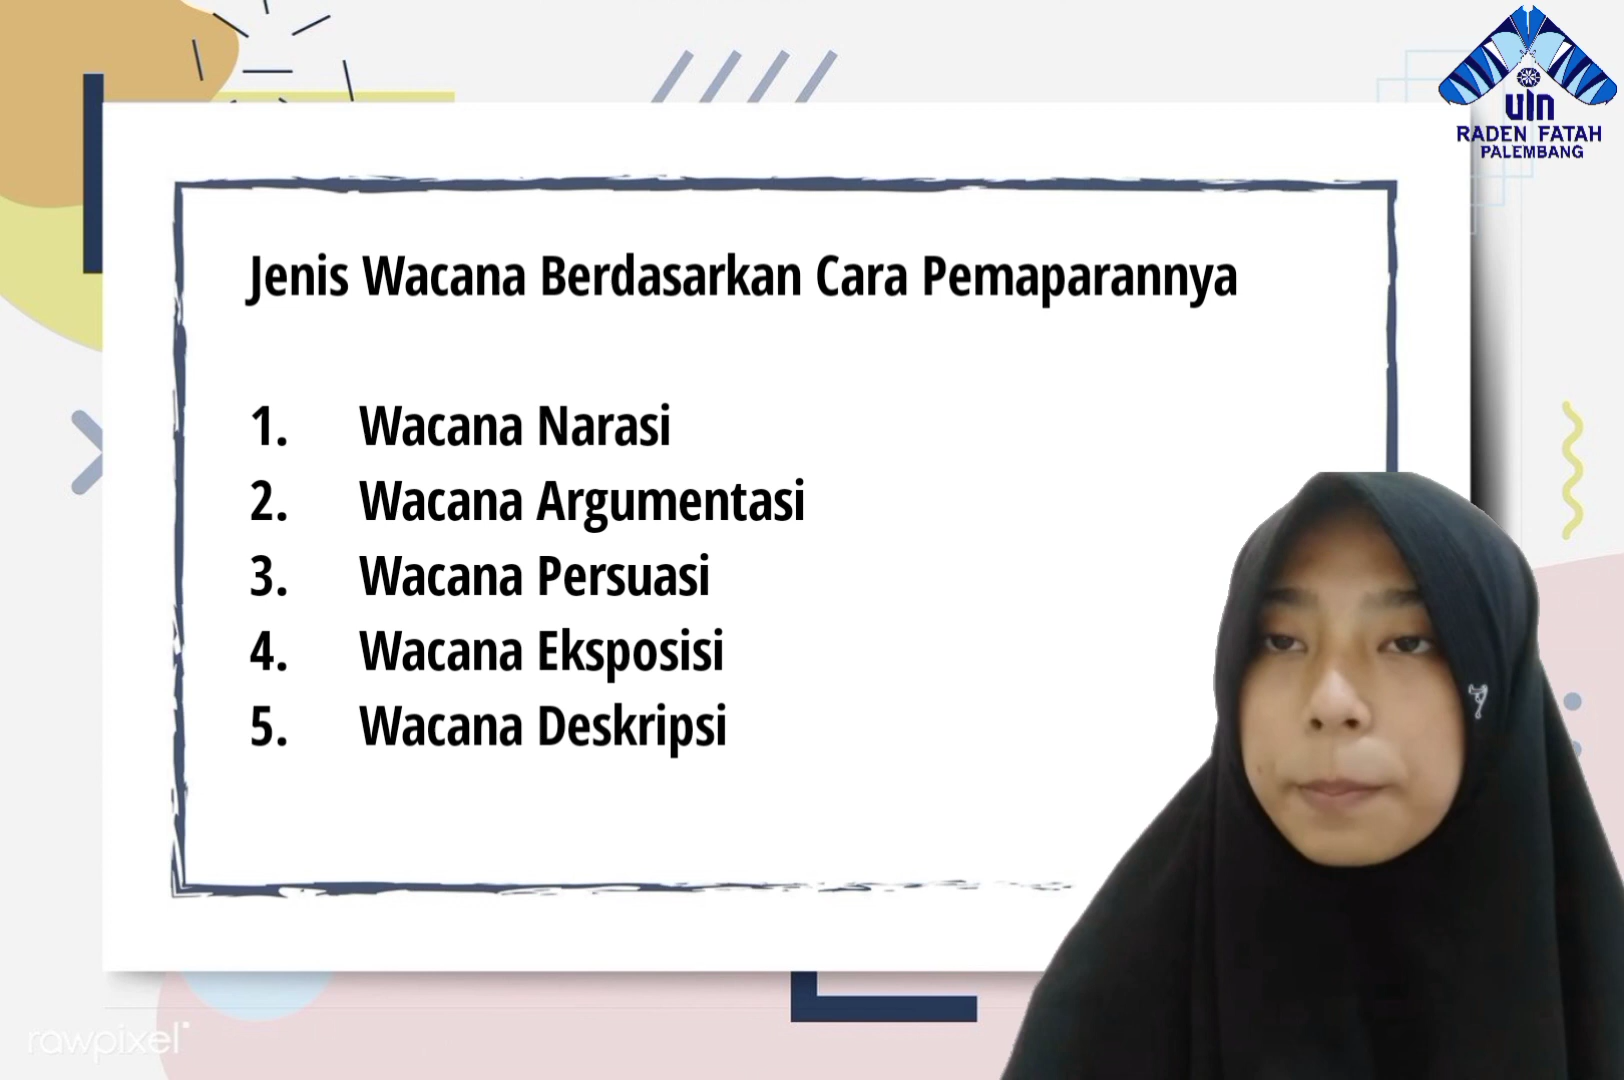 uin
RADEN FATAH
PALEMBANG
Jenis Wacana Berdasarkan Cara Pemaparannya
1. Wacana Narasi
2. Wacana Argumentasi
3. Wacana Persuasi
4. Wacana Eksposisi
5. Wacana Deskripsi
rawpixel